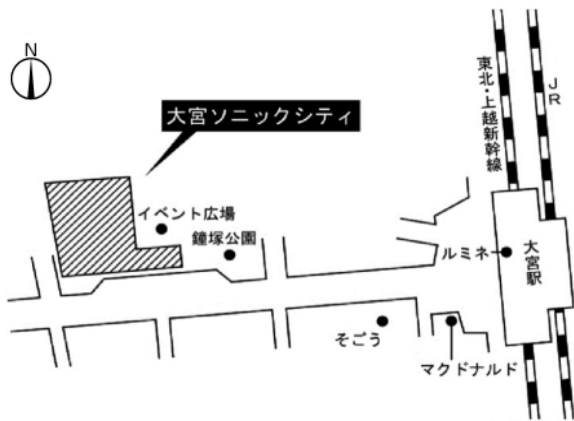 N
東北・上越新幹線
JR
大宮ソニックシティ
イベント広場
鐘塚公園
ルミネ
大宮駅
そごう
マクドナルド